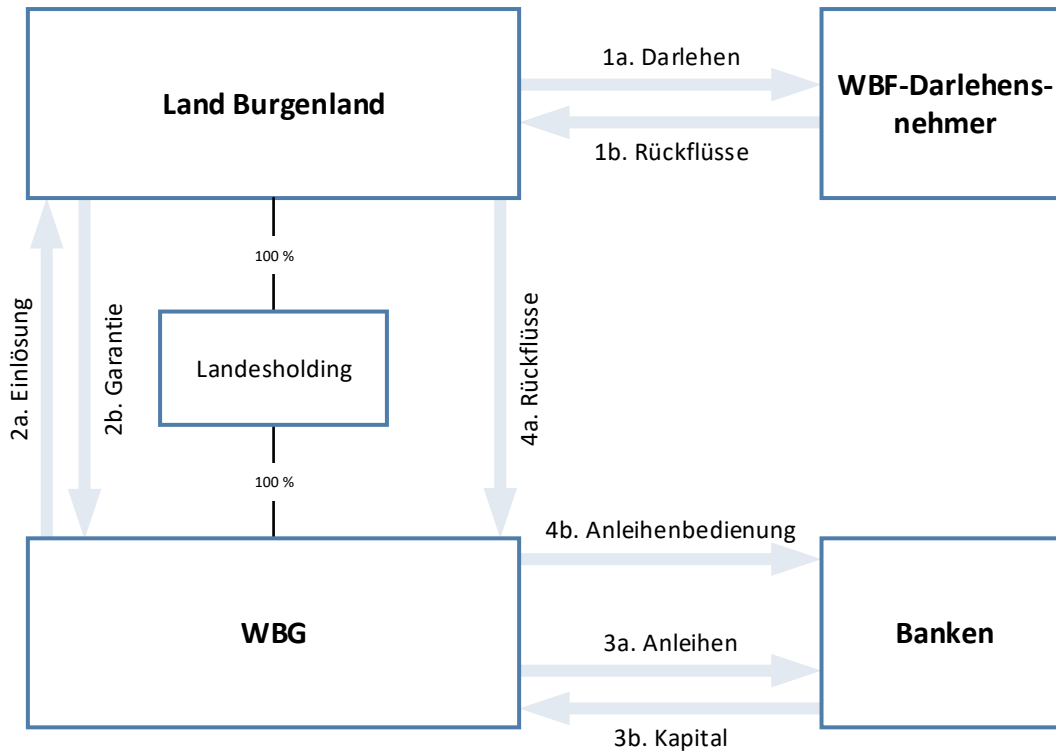 1a. Darlehen
Land Burgenland
WBF-Darlehens-
nehmer
1b. Rückflüsse
100 %
2a. Einlösung
2b. Garantie
Landesholding
4a. Rückflüsse
100 %
4b. Anleihenbedienung
WBG
3a. Anleihen
Banken
3b. Kapital